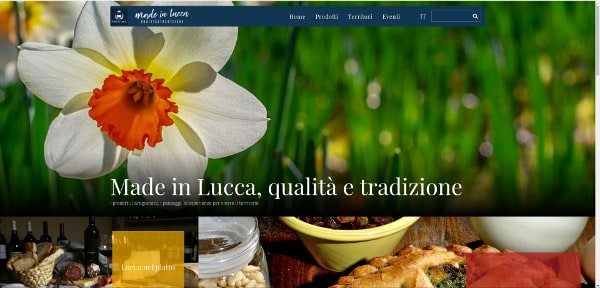 made in lucca
QUALITÀ&TRADIZIONE
Home Prodotti Territori Eventi IT
Made in Lucca, qualità e tradizione
i prodotti, l'artigianato, i paesaggi, le esperienze per vivere il territorio
Lucca nel piatto